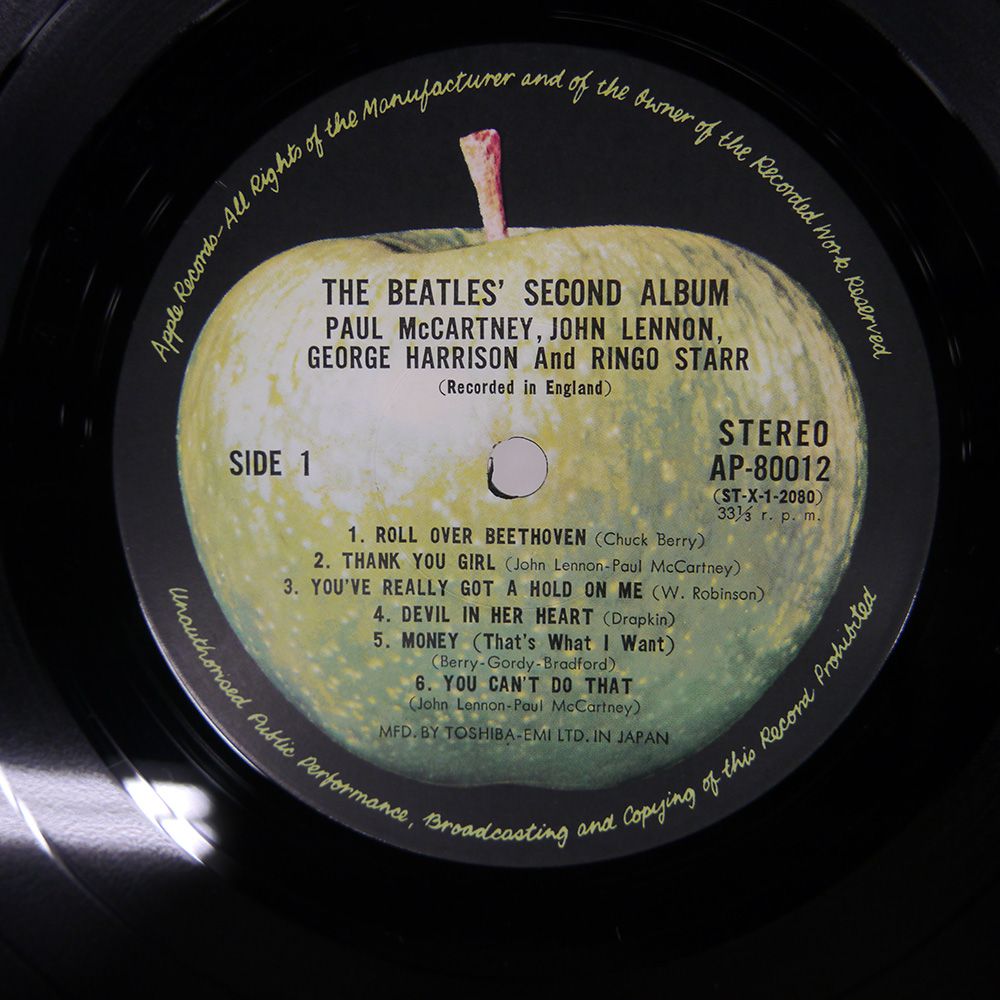 Apple Records-All Rights of the Manufacturer and of the Owner of the Recorded Work Reserved
THE BEATLES' SECOND ALBUM
PAUL McCARTNEY, JOHN LENNON,
GEORGE HARRISON And RINGO STARR
(Recorded in England)
SIDE 1
STEREO
AP-80012
(ST-X-1-2080)
33⅓ r. p. m.
1. ROLL OVER BEETHOVEN (Chuck Berry)
2. THANK YOU GIRL (John Lennon-Paul McCartney)
3. YOU'VE REALLY GOT A HOLD ON ME (W. Robinson)
4. DEVIL IN HER HEART (Drapkin)
5. MONEY (That's What I Want)
(Berry-Gordy-Bradford)
6. YOU CAN'T DO THAT
(John Lennon-Paul McCartney)
MFD. BY TOSHIBA-EMI LTD. IN JAPAN
Unauthorised Public Performance, Broadcasting and Copying of this Record Prohibited